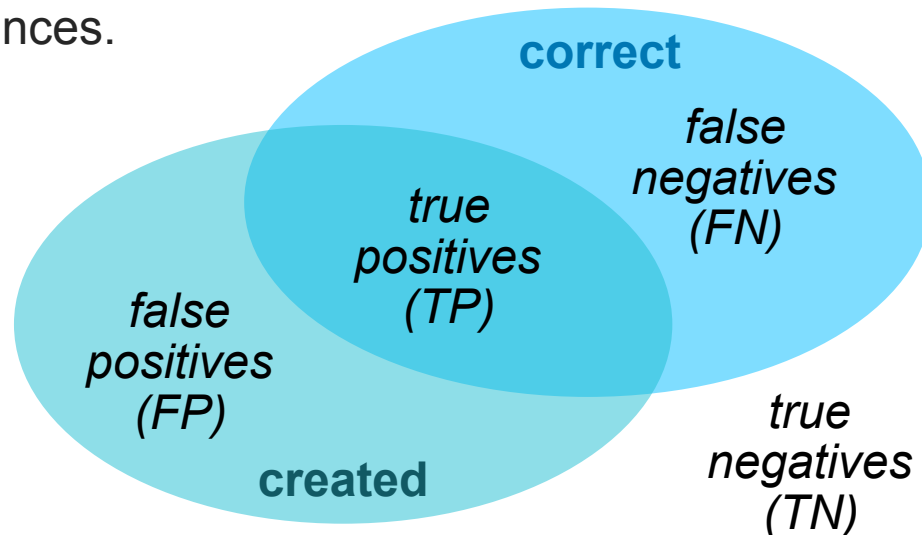 nces.
correct
false
negatives
(FN)
true
positives
(TP)
false
positives
(FP)
created
true
negatives
(TN)